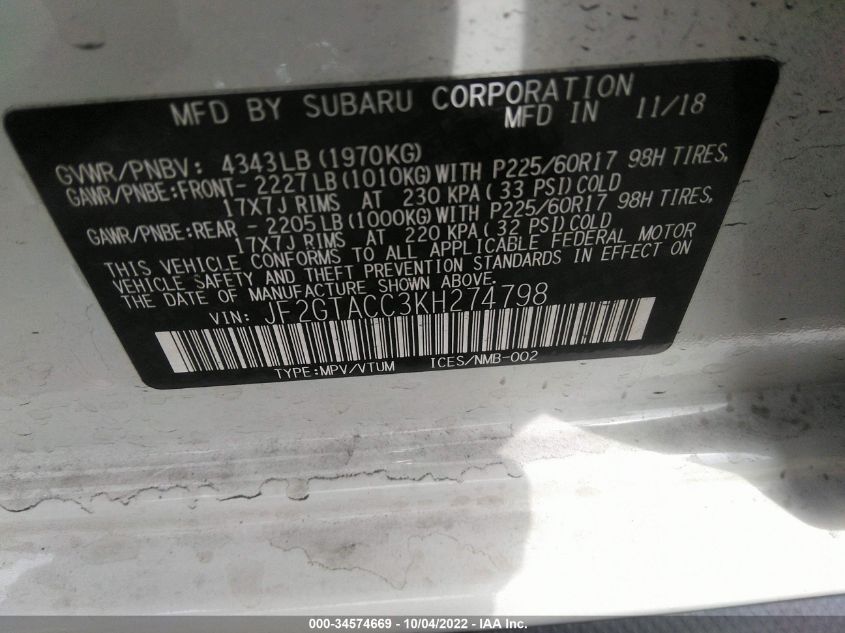 MFD BY SUBARU CORPORATION
MFD IN 11/18
GVWR/PNBV: 4343LB(1970KG)
GAWR/PNBE:FRONT- 2227LB(1010KG)WITH P225/60R17 98H TIRES,
17X7J RIMS AT 230 KPA(33 PSI)COLD
GAWR/PNBE:REAR - 2205LB(1000KG)WITH P225/60R17 98H TIRES,
17X7J RIMS AT 220 KPA(32 PSI)COLD
THIS VEHICLE CONFORMS TO ALL APPLICABLE FEDERAL MOTOR
VEHICLE SAFETY AND THEFT PREVENTION STANDARDS IN EFFECT ON
THE DATE OF MANUFACTURE SHOWN ABOVE.
VIN: JF2GTACC3KH274798
TYPE:MPV/VTUM ICES/NMB-002
000-34574669 - 10/04/2022 - IAA Inc.